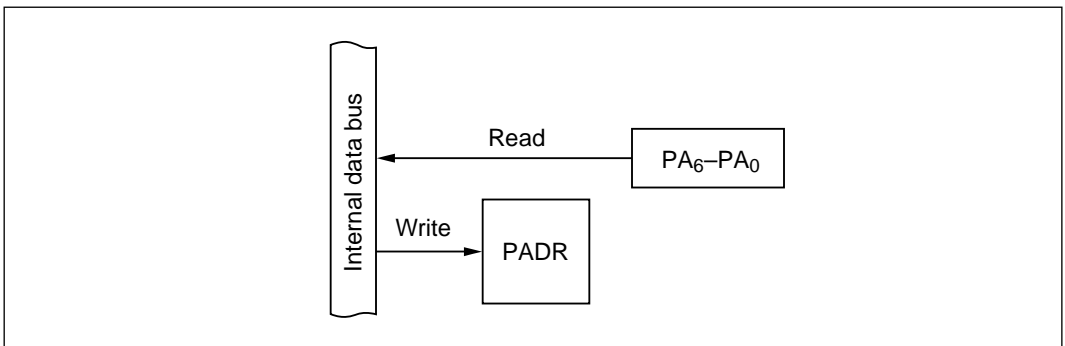 Internal data bus
Read
PA₆–PA₀
Write
PADR